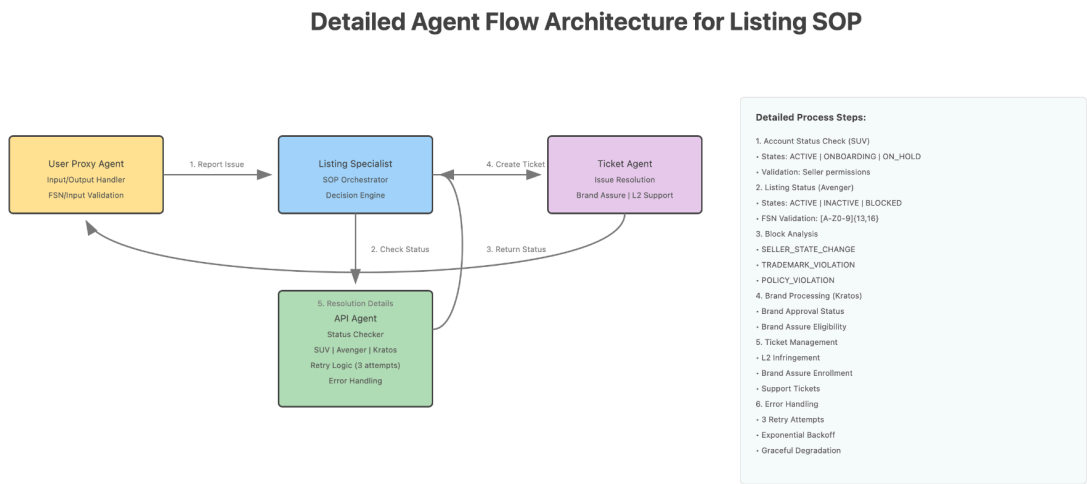 Detailed Agent Flow Architecture for Listing SOP
User Proxy Agent
Input/Output Handler
FSN/Input Validation
1. Report Issue
Listing Specialist
SOP Orchestrator
Decision Engine
4. Create Ticket
Ticket Agent
Issue Resolution
Brand Assure | L2 Support
2. Check Status
3. Return Status
5. Resolution Details
API Agent
Status Checker
SUV | Avenger | Kratos
Retry Logic (3 attempts)
Error Handling
Detailed Process Steps:
1. Account Status Check (SUV)
• States: ACTIVE | ONBOARDING | ON_HOLD
• Validation: Seller permissions
2. Listing Status (Avenger)
• States: ACTIVE | INACTIVE | BLOCKED
• FSN Validation: [A-Z0-9]{13,16}
3. Block Analysis
• SELLER_STATE_CHANGE
• TRADEMARK_VIOLATION
• POLICY_VIOLATION
4. Brand Processing (Kratos)
• Brand Approval Status
• Brand Assure Eligibility
5. Ticket Management
• L2 Infringement
• Brand Assure Enrollment
• Support Tickets
6. Error Handling
• 3 Retry Attempts
• Exponential Backoff
• Graceful Degradation